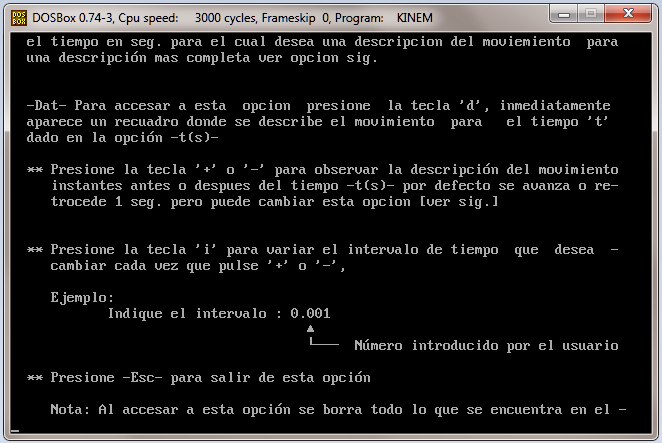 DOSBox 0.74-3, Cpu speed: 3000 cycles, Frameskip 0, Program: KINEM
el tiempo en seg. para el cual desea una descripcion del moviemiento para
una descripción mas completa ver opcion sig.
-Dat- Para accesar a esta opcion presione la tecla 'd', inmediatamente
aparece un recuadro donde se describe el movimiento para el tiempo 't'
dado en la opción -t(s)-
** Presione la tecla '+' o '-' para observar la descripción del movimiento
instantes antes o despues del tiempo -t(s)- por defecto se avanza o re-
trocede 1 seg. pero puede cambiar esta opcion [ver sig.]
** Presione la tecla 'i' para variar el intervalo de tiempo que desea -
cambiar cada vez que pulse '+' o '-',
Ejemplo:
Indique el intervalo : 0.001
Número introducido por el usuario
** Presione -Esc- para salir de esta opción
Nota: Al accesar a esta opción se borra todo lo que se encuentra en el -